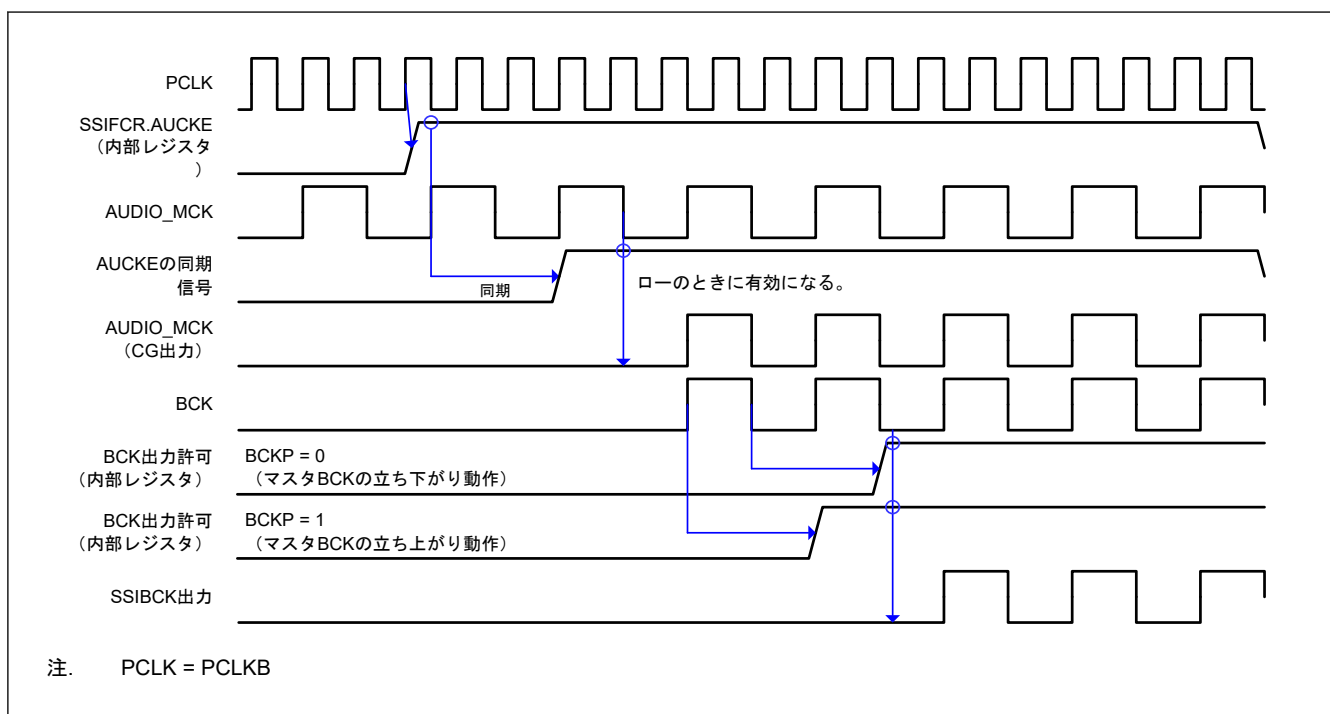 PCLK
SSIFCR.AUCKE
（内部レジスタ
）
AUDIO_MCK
AUCKEの同期
信号
同期
ローのときに有効になる。
AUDIO_MCK
（CG出力）
BCK
BCK出力許可
（内部レジスタ）
BCKP = 0
（マスタBCKの立ち下がり動作）
BCK出力許可
（内部レジスタ）
BCKP = 1
（マスタBCKの立ち上がり動作）
SSIBCK出力
注. PCLK = PCLKB